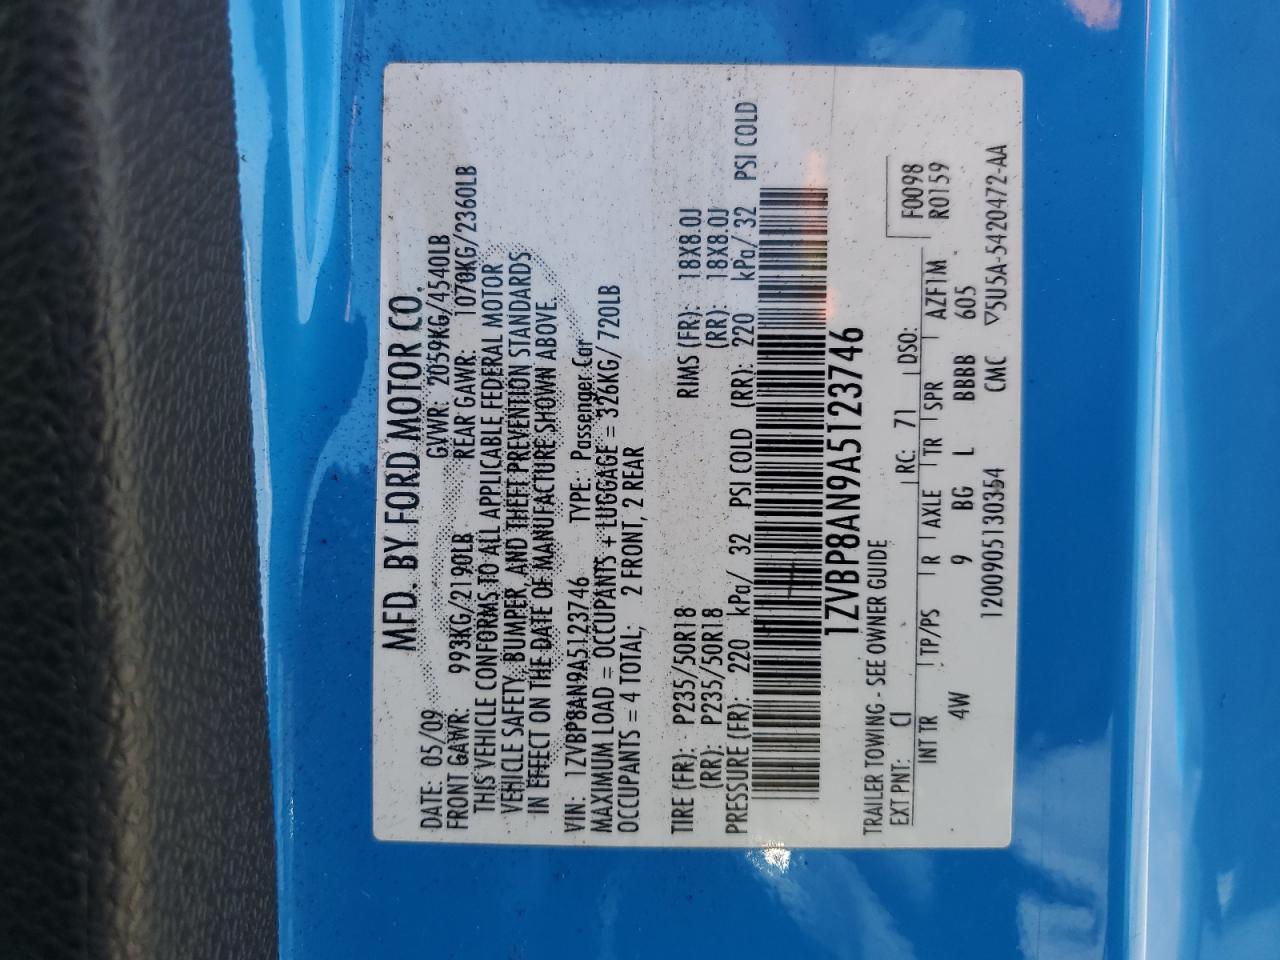 MFD. BY FORD MOTOR CO.
DATE: 05/09 GVWR: 2059KG/4540LB
FRONT GAWR: 993KG/2190LB REAR GAWR: 1070KG/2360LB
THIS VEHICLE CONFORMS TO ALL APPLICABLE FEDERAL MOTOR
VEHICLE SAFETY, BUMPER, AND THEFT PREVENTION STANDARDS
IN EFFECT ON THE DATE OF MANUFACTURE SHOWN ABOVE.
VIN: 1ZVBP8AN9A5123746 TYPE: Passenger Car
MAXIMUM LOAD = OCCUPANTS + LUGGAGE = 326KG/ 720LB
OCCUPANTS = 4 TOTAL, 2 FRONT, 2 REAR
TIRE (FR): P235/50R18 RIMS (FR): 18X8.0J
(RR): P235/50R18 (RR): 18X8.0J
PRESSURE (FR): 220 kPa/ 32 PSI COLD (RR): 220 kPa/ 32 PSI COLD
1ZVBP8AN9A5123746
TRAILER TOWING - SEE OWNER GUIDE
EXT PNT: CI RC: 71 DSO: F0098
R0159
INT TR TP/PS R AXLE TR SPR AZF1M
4W 9 BG L BBBB 605
1200905130354 CMC ▽5U5A-5420472-AA